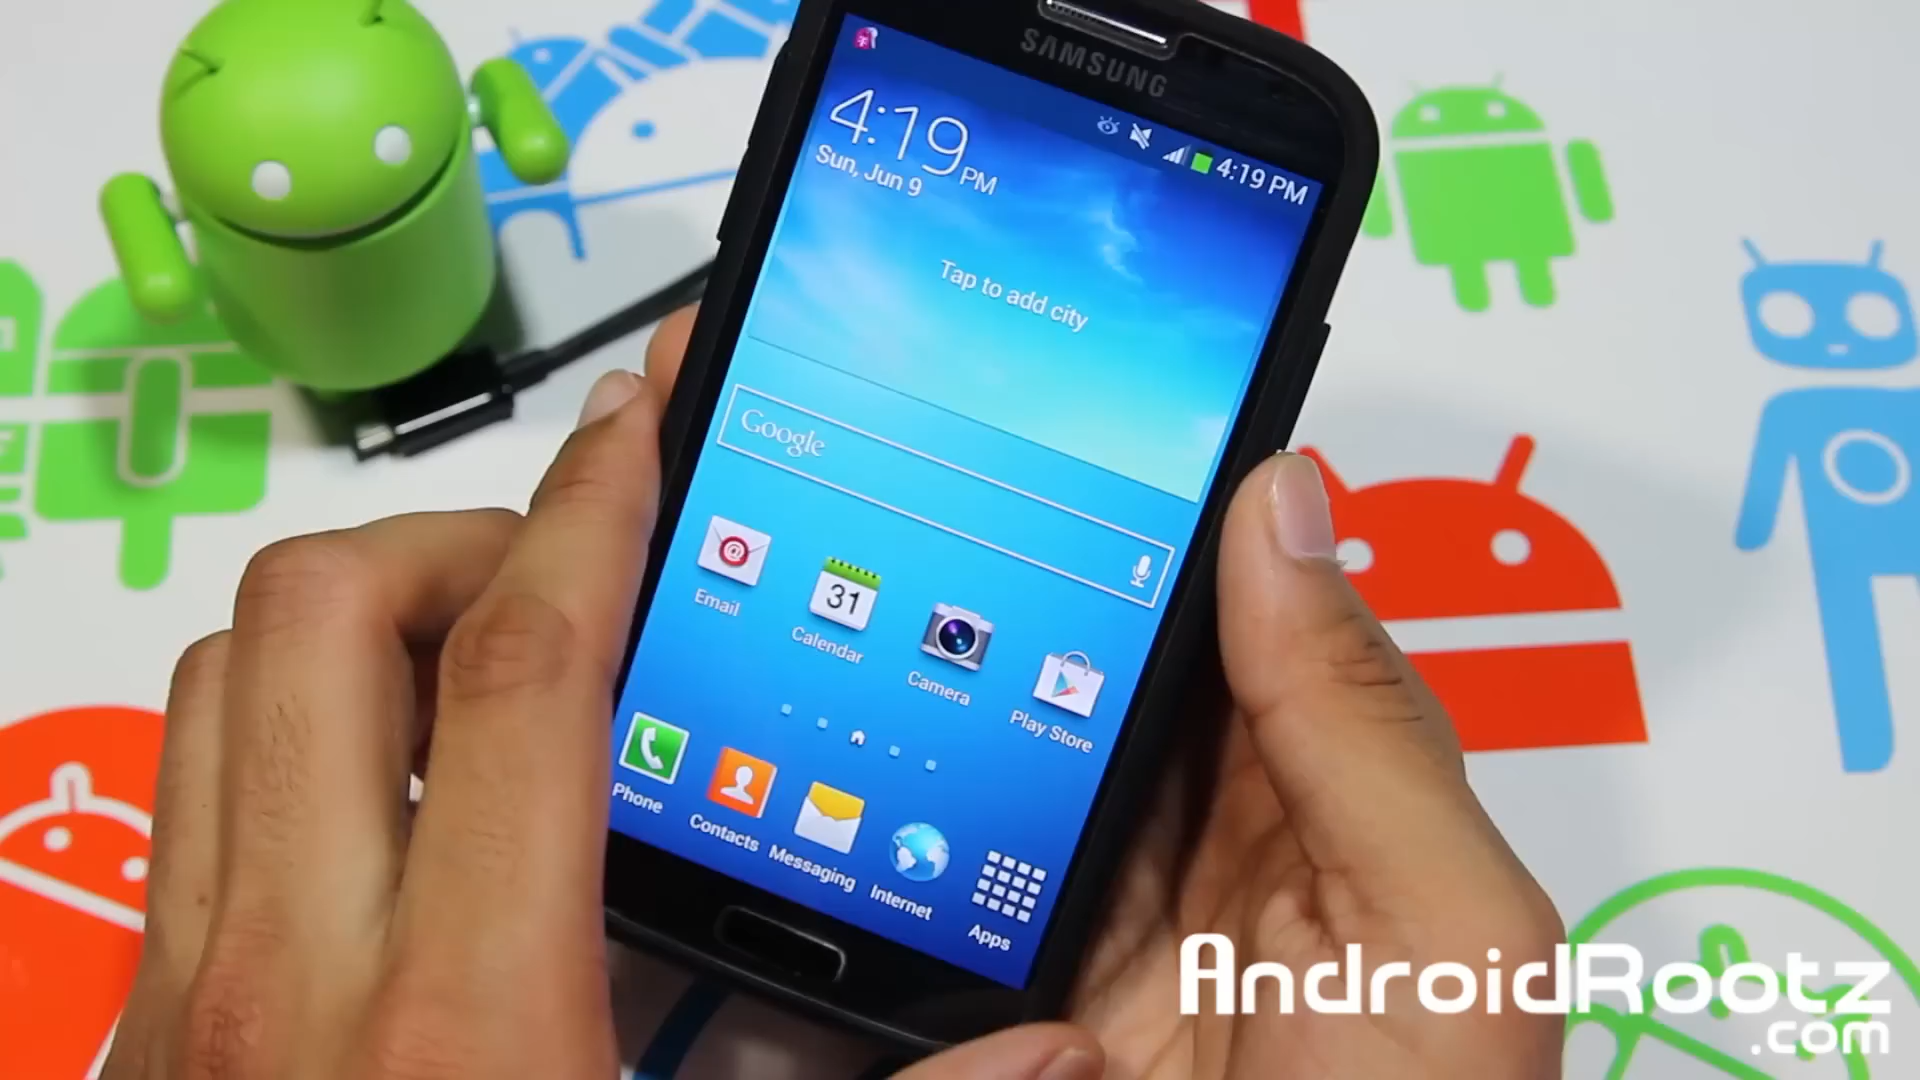 SAMSUNG
4:19 PM
4:19 PM
Sun, Jun 9
Tap to add city
Google
Email
31
Calendar
Camera
Play Store
Phone
Contacts
Messaging
Internet
Apps
AndroidRootz
.com